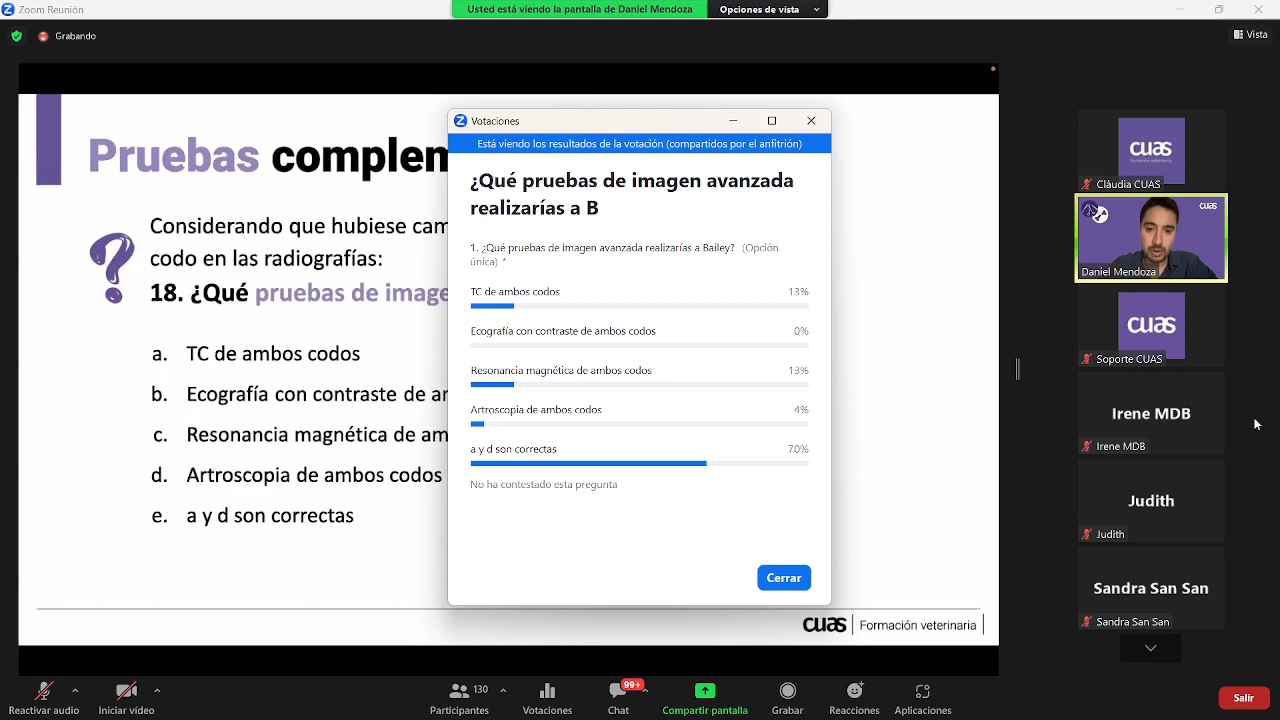 Zoom Reunión
Usted está viendo la pantalla de Daniel Mendoza
Opciones de vista
Grabando
Vista
Pruebas complem
Considerando que hubiese cam
codo en las radiografías:
18. ¿Qué pruebas de image
a. TC de ambos codos
b. Ecografía con contraste de am
c. Resonancia magnética de am
d. Artroscopia de ambos codos
e. a y d son correctas
cuas Formación veterinaria
Votaciones
Está viendo los resultados de la votación (compartidos por el anfitrión)
¿Qué pruebas de imagen avanzada
realizarías a B
1. ¿Qué pruebas de imagen avanzada realizarías a Bailey? (Opción
única) *
TC de ambos codos 13%
Ecografía con contraste de ambos codos 0%
Resonancia magnética de ambos codos 13%
Artroscopia de ambos codos 4%
a y d son correctas 70%
No ha contestado esta pregunta
Cerrar
cuas
Formación veterinaria
Clàudia CUAS
cuas
Daniel Mendoza
cuas
Soporte CUAS
Irene MDB
Irene MDB
Judith
Judith
Sandra San San
Sandra San San
Reactivar audio
Iniciar vídeo
130
Participantes
Votaciones
99+
Chat
Compartir pantalla
Grabar
Reacciones
Aplicaciones
Salir